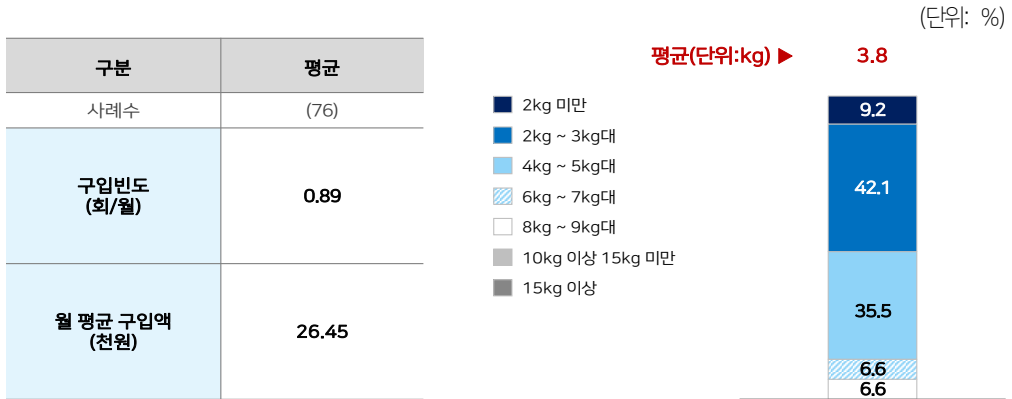 (단위: %)
구분 평균
사례수 (76)
구입빈도
(회/월)
0.89
월 평균 구입액
(천원)
26.45
평균(단위:kg) ▶ 3.8
2kg 미만
2kg ~ 3kg대
4kg ~ 5kg대
6kg ~ 7kg대
8kg ~ 9kg대
10kg 이상 15kg 미만
15kg 이상
9.2
42.1
35.5
6.6
6.6